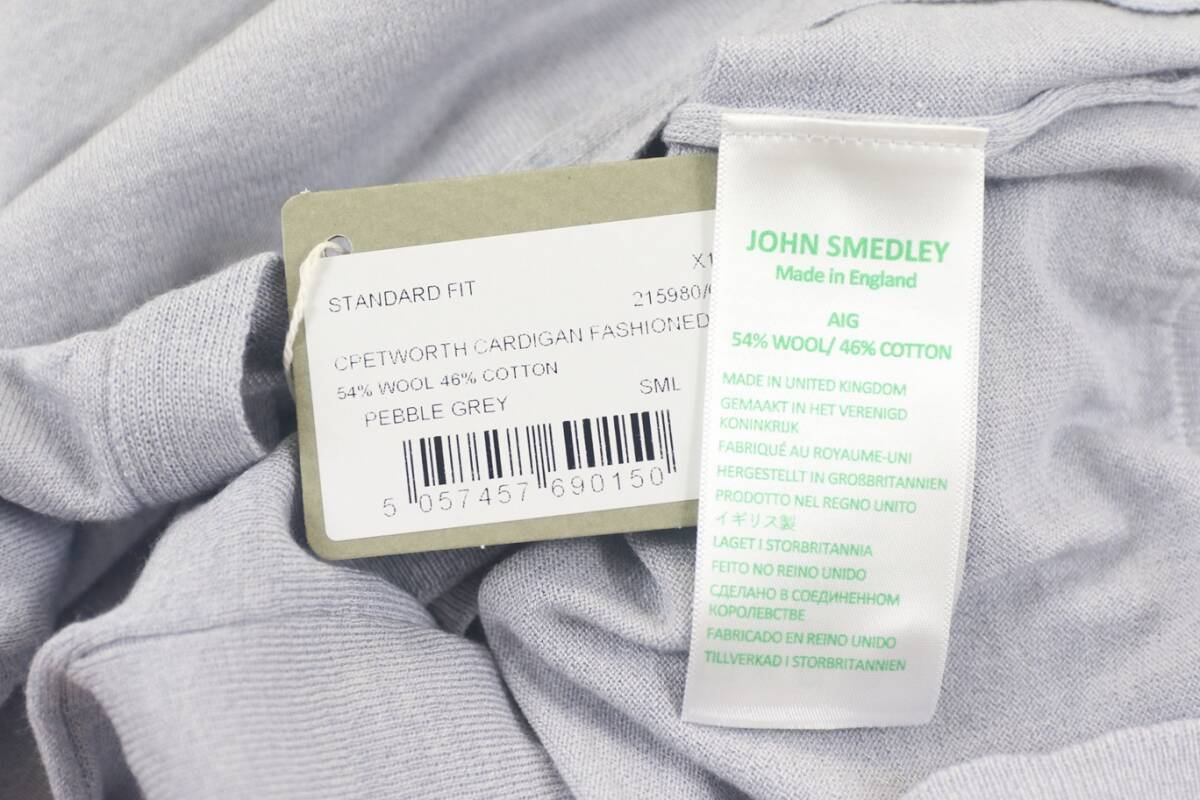 STANDARD FIT
X1
215980/
CPETWORTH CARDIGAN FASHIONED
54% WOOL 46% COTTON
SML
PEBBLE GREY
5 057457 690150
JOHN SMEDLEY
Made in England
AIG
54% WOOL/ 46% COTTON
MADE IN UNITED KINGDOM
GEMAAKT IN HET VERENIGD
KONINKRIJK
FABRIQUÉ AU ROYAUME-UNI
HERGESTELLT IN GROẞBRITANNIEN
PRODOTTO NEL REGNO UNITO
イギリス製
LAGET I STORBRITANNIA
FEITO NO REINO UNIDO
СДЕЛАНО В СОЕДИНЕННОМ
КОРОЛЕВСТВЕ
FABRICADO EN REINO UNIDO
TILLVERKAD I STORBRITANNIEN